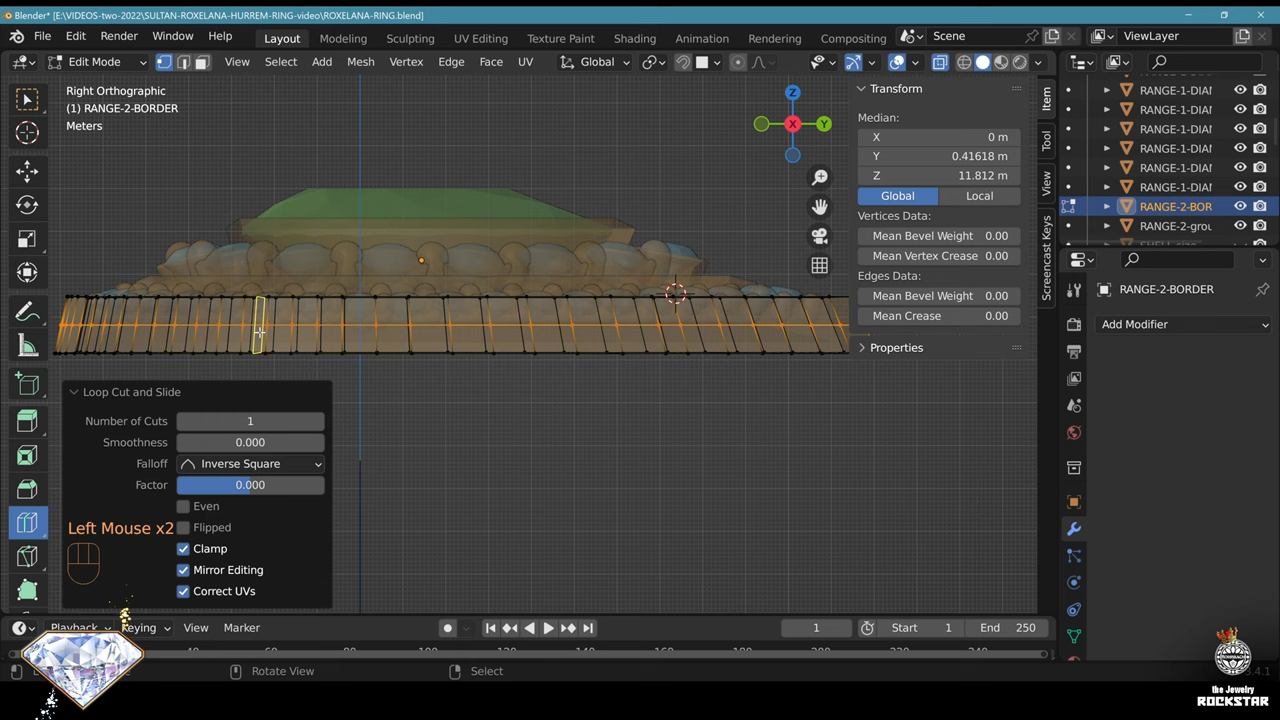 Blender* [E:\VIDEOS-two-2022\SULTAN-ROXELANA-HURREM-RING-video\ROXELANA-RING.blend]
File Edit Render Window Help Layout Modeling Sculpting UV Editing Texture Paint Shading Animation Rendering Compositing Scene ViewLayer
Edit Mode View Select Add Mesh Vertex Edge Face UV Global
Right Orthographic
(1) RANGE-2-BORDER
Meters
Z
Y
X
Transform
Median:
X 0 m
Y 0.41618 m
Z 11.812 m
Global Local
Vertices Data:
Mean Bevel Weight 0.00
Mean Vertex Crease 0.00
Edges Data:
Mean Bevel Weight 0.00
Mean Crease 0.00
Properties
Item
Tool
View
Screencast Keys
RANGE-1-DIAI
RANGE-1-DIAI
RANGE-1-DIAI
RANGE-1-DIAI
RANGE-1-DIAI
RANGE-2-BOR
RANGE-2-grou
RANGE-2-BORDER
Add Modifier
Loop Cut and Slide
Number of Cuts 1
Smoothness 0.000
Falloff Inverse Square
Factor 0.000
Even
Left Mouse x2 Flipped
Clamp
Mirror Editing
Correct UVs
Playback Keying View Marker 1 Start 1 End 250
40 80 120 160 200
Rotate View Select 3.4.1
the Jewelry
ROCKSTAR